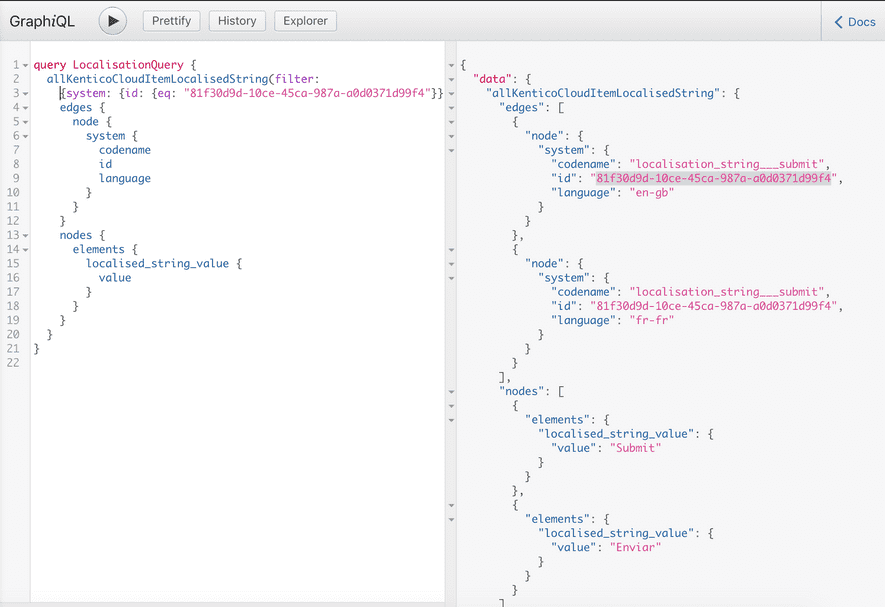 GraphiQL Prettify History Explorer Docs
1 query LocalisationQuery {
2 allKenticoCloudItemLocalisedString(filter:
3 {system: {id: {eq: "81f30d9d-10ce-45ca-987a-a0d0371d99f4"}}
4 edges {
5 node {
6 system {
7 codename
8 id
9 language
10 }
11 }
12 }
13 nodes {
14 elements {
15 localised_string_value {
16 value
17 }
18 }
19 }
20 }
21 }
22
{
"data": {
"allKenticoCloudItemLocalisedString": {
"edges": [
{
"node": {
"system": {
"codename": "localisation_string___submit",
"id": "81f30d9d-10ce-45ca-987a-a0d0371d99f4",
"language": "en-gb"
}
}
},
{
"node": {
"system": {
"codename": "localisation_string___submit",
"id": "81f30d9d-10ce-45ca-987a-a0d0371d99f4",
"language": "fr-fr"
}
}
}
],
"nodes": [
{
"elements": {
"localised_string_value": {
"value": "Submit"
}
}
},
{
"elements": {
"localised_string_value": {
"value": "Enviar"
}
}
}
]